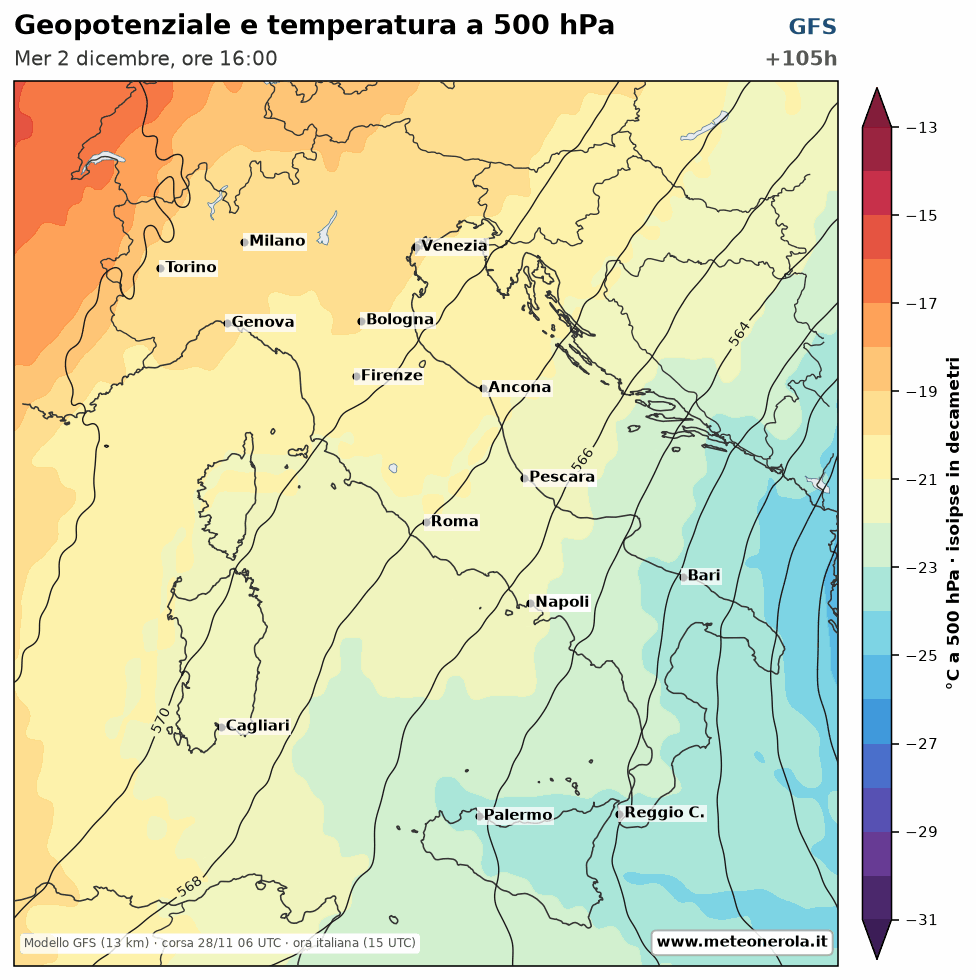 Geopotenziale e temperatura a 500 hPa
GFS
Mer 2 dicembre, ore 16:00
+105h
−13
−15
−17
−19
−21
−23
−25
−27
−29
−31
°C a 500 hPa · isoipse in decametri
Milano
Venezia
Torino
Genova
Bologna
564
Firenze
Ancona
566
Pescara
Roma
Bari
Napoli
570
Cagliari
Palermo
Reggio C.
568
Modello GFS (13 km) · corsa 28/11 06 UTC · ora italiana (15 UTC)
www.meteonerola.it